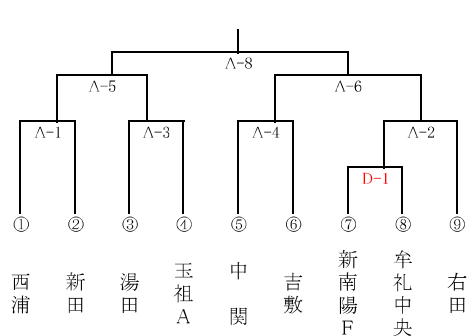 Λ-8
Λ-5
Λ-6
Λ-1
Λ-3
Λ-4
Λ-2
D-1
① ② ③ ④ ⑤ ⑥ ⑦ ⑧ ⑨
西浦
新田
湯田
玉祖A
中関
吉敷
新南陽F
牟礼中央
右田